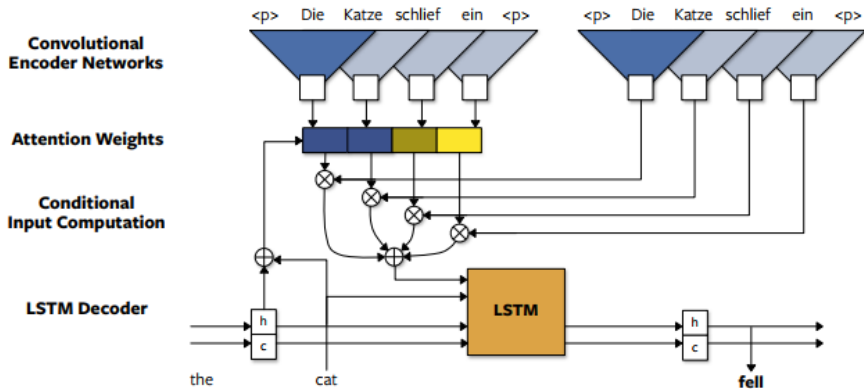 <p> Die Katze schlief ein <p>
<p> Die Katze schlief ein <p>
Convolutional
Encoder Networks
Attention Weights
Conditional
Input Computation
LSTM Decoder
LSTM
h
c
h
c
the
cat
fell